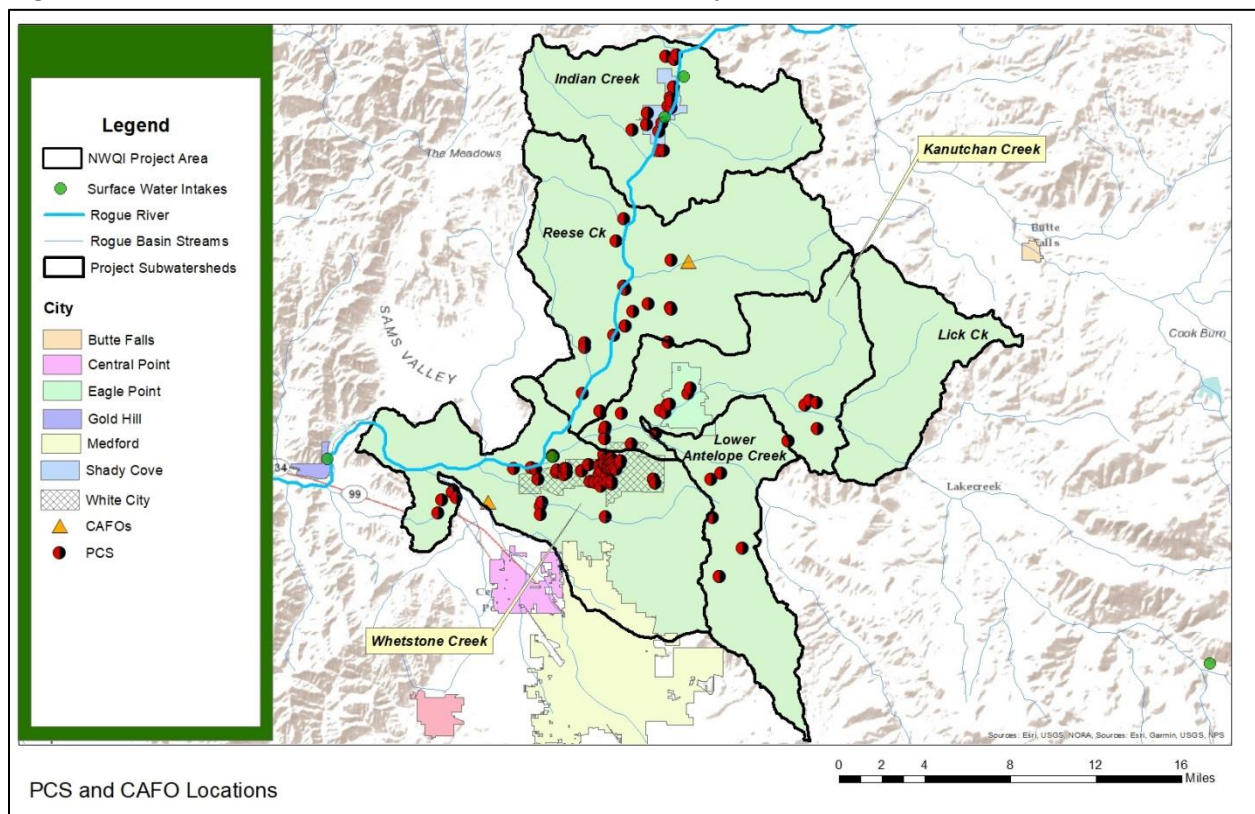 Legend
NWQI Project Area
Surface Water Intakes
Rogue River
Rogue Basin Streams
Project Subwatersheds
City
Butte Falls
Central Point
Eagle Point
Gold Hill
Medford
Shady Cove
White City
CAFOs
PCS
Indian Creek
The Meadows
Kanutchan Creek
Reese Ck
Butte
Falls
SAMS VALLEY
Lick Ck
Cook Burn
Lower
Antelope Creek
34
99
Lakecreek
Whetstone Creek
Sources: Esri, USGS, NOAA, Sources: Esri, Garmin, USGS, NPS
0 2 4 8 12 16
Miles
PCS and CAFO Locations